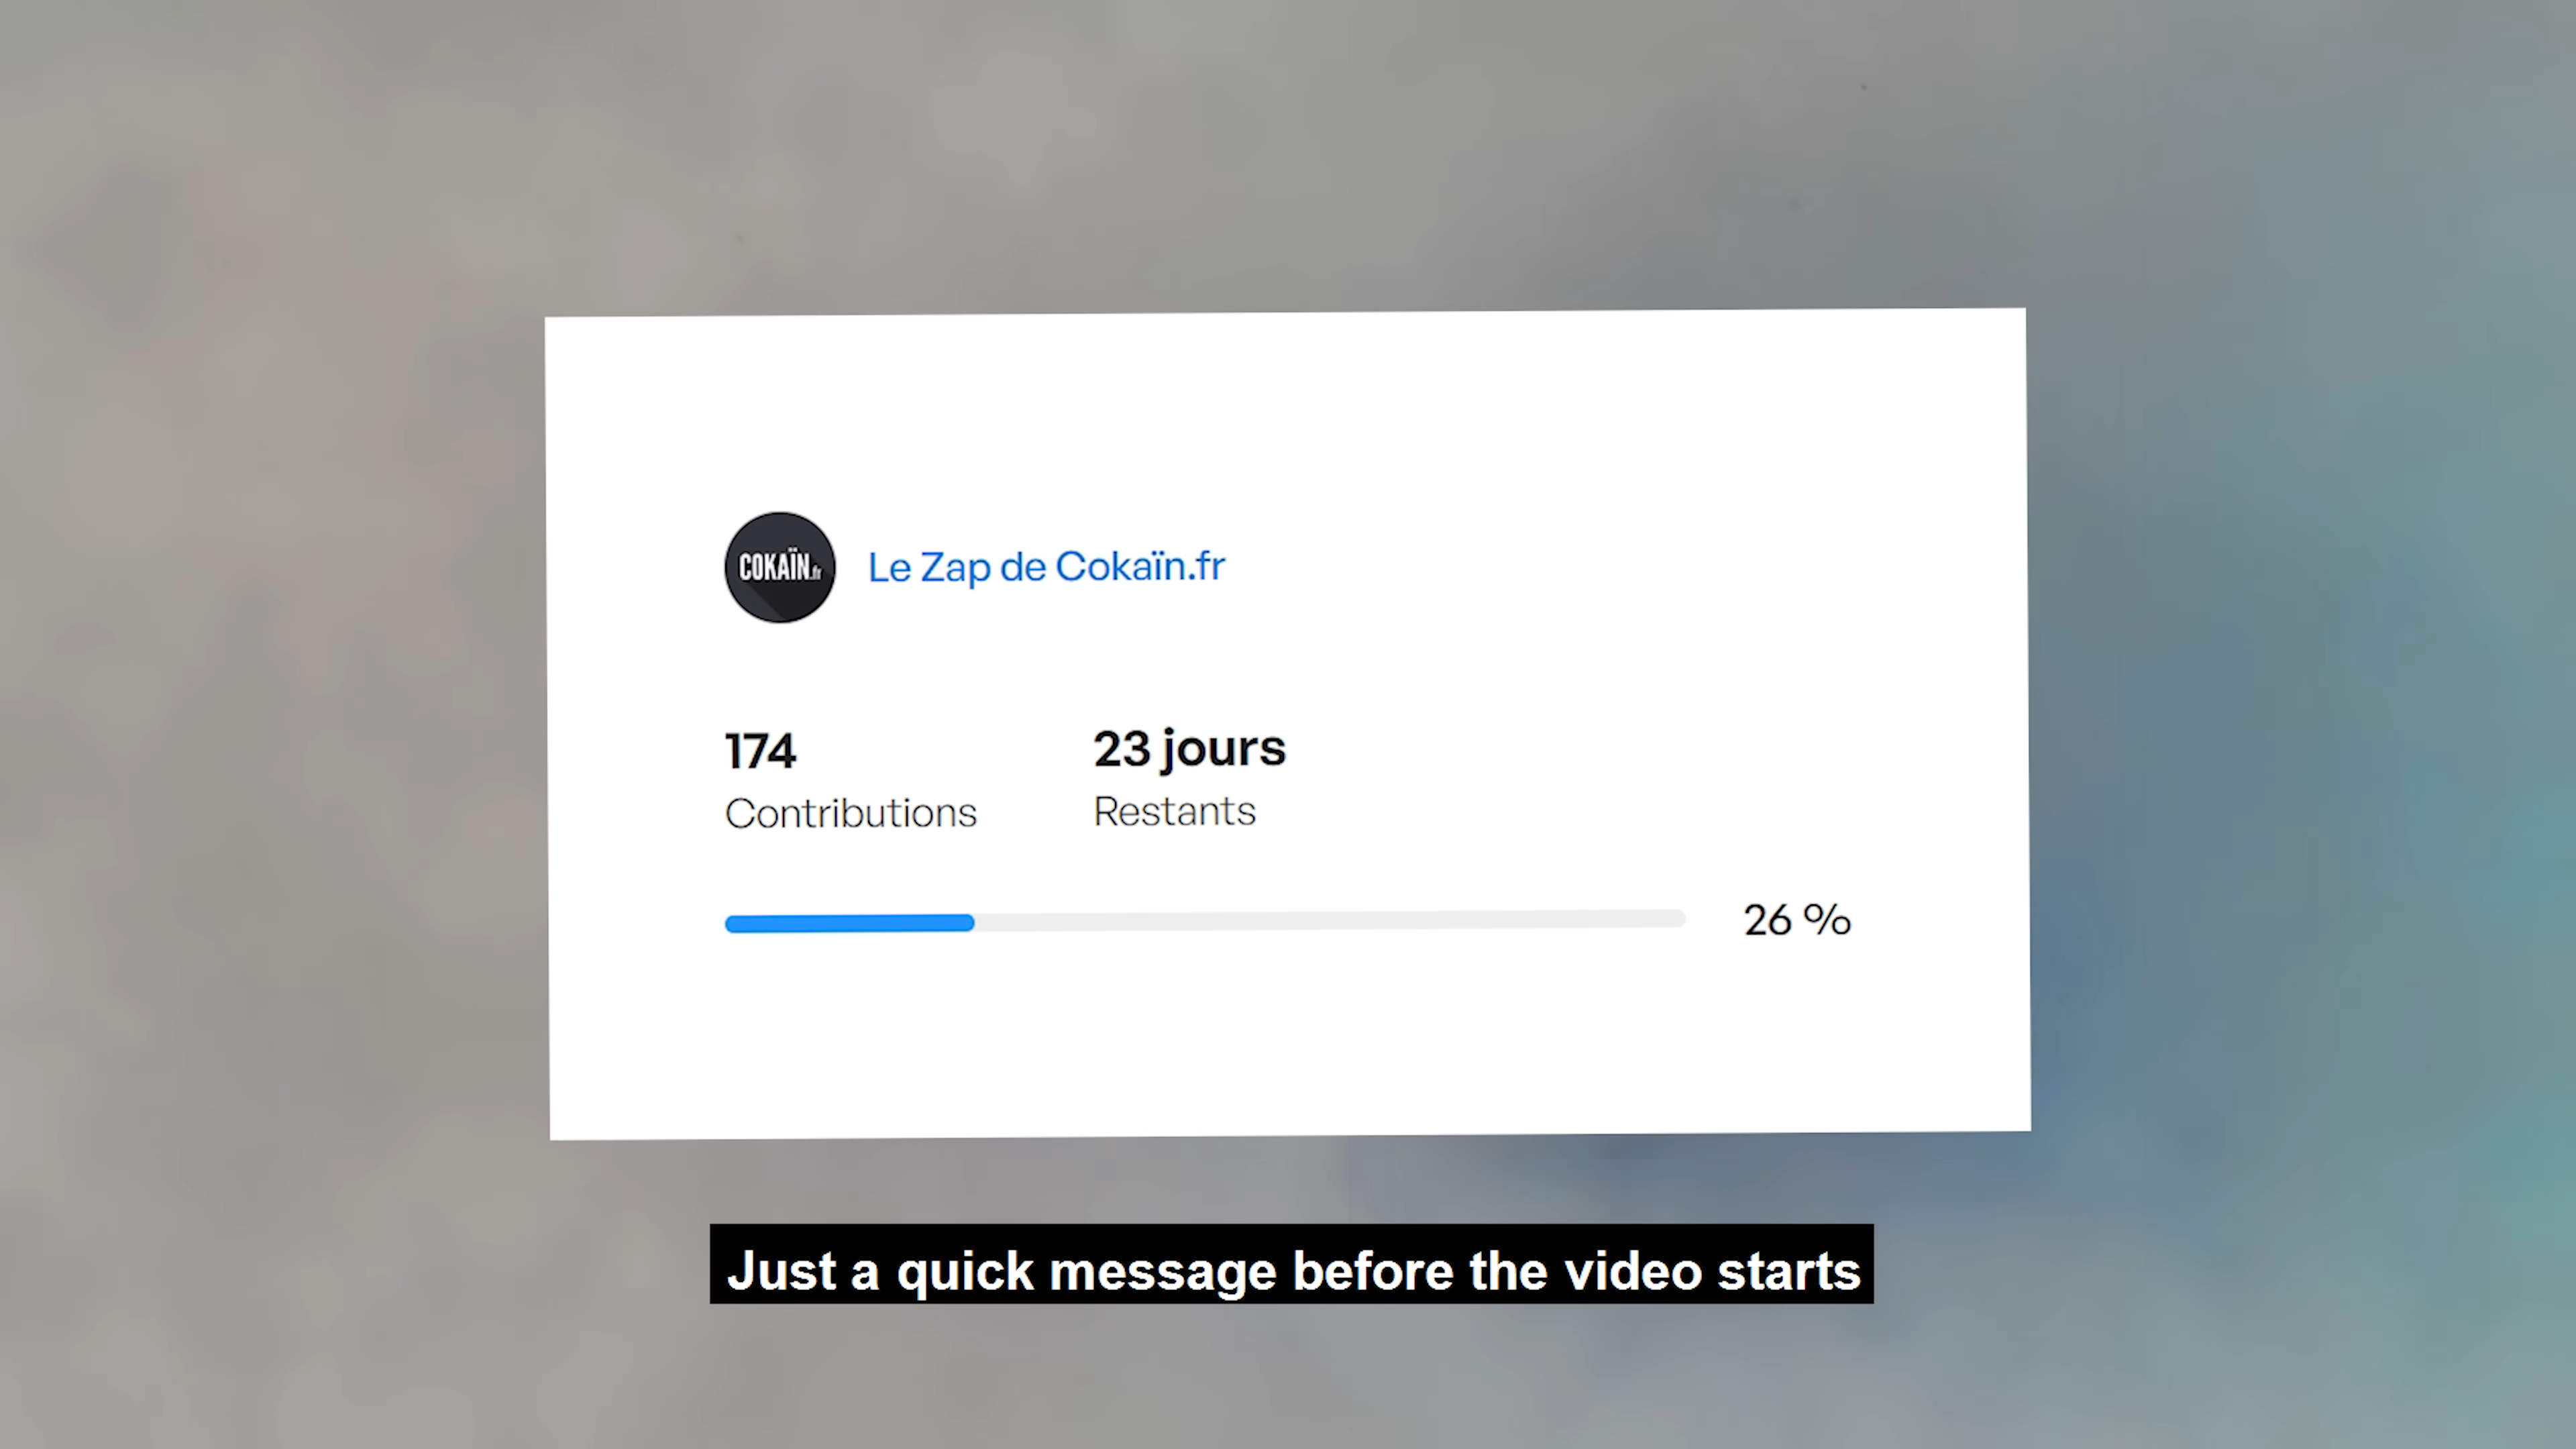 COKAÏN.fr
Le Zap de Cokaïn.fr
174
Contributions
23 jours
Restants
26 %
Just a quick message before the video starts